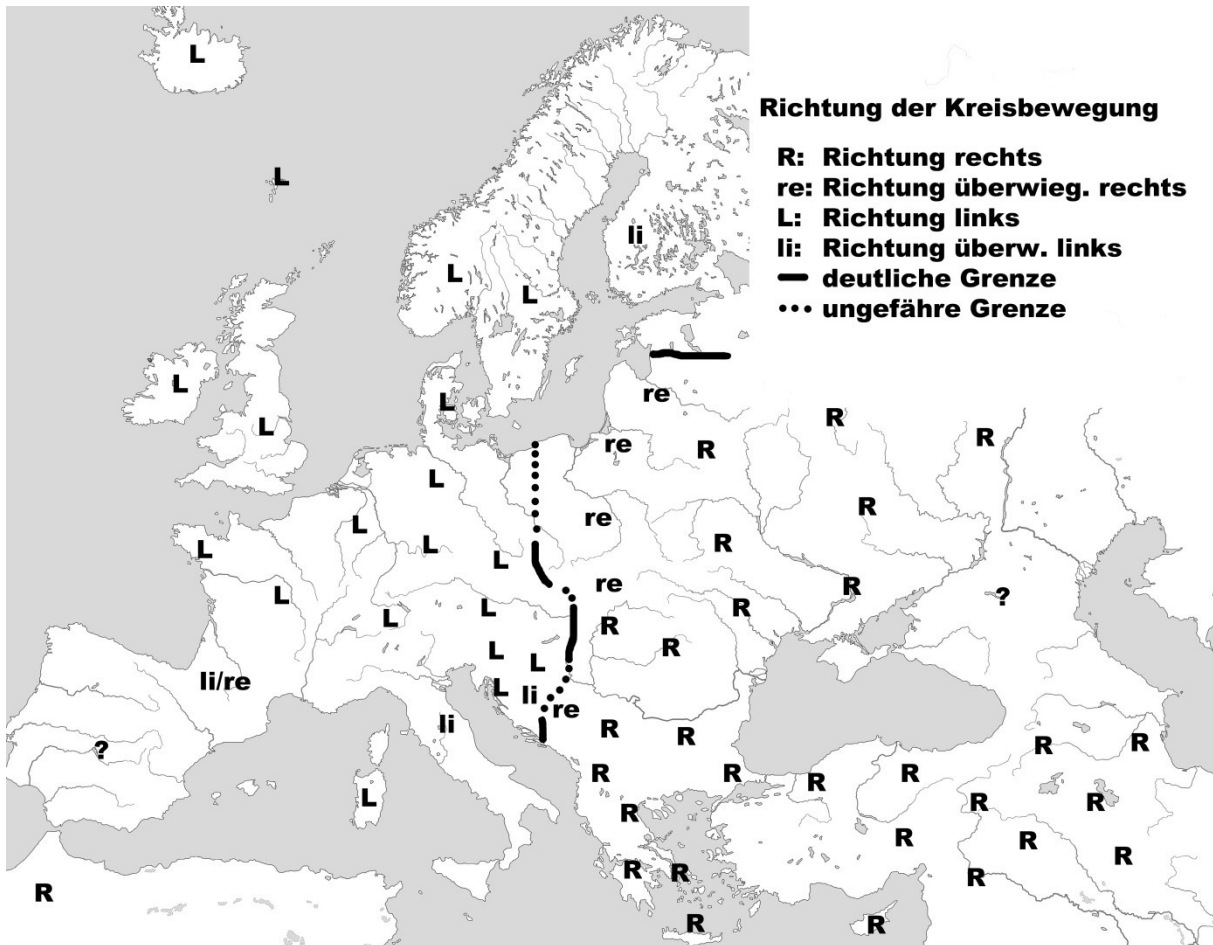 L
Richtung der Kreisbewegung
R: Richtung rechts
re: Richtung überwieg. rechts
L: Richtung links
li: Richtung überw. links
deutliche Grenze
ungefähre Grenze
L
li
L
L
L
L
L
re
R
R
re
R
L
L
re
R
L
L
L
R
L
re
R
L
L
R
?
L
R
L
R
L
li/re
L
li
re
li
R
R
?
R
R
R
R
R
R
L
R
R
R
R
R
R
R
R
R
R
R
R
R